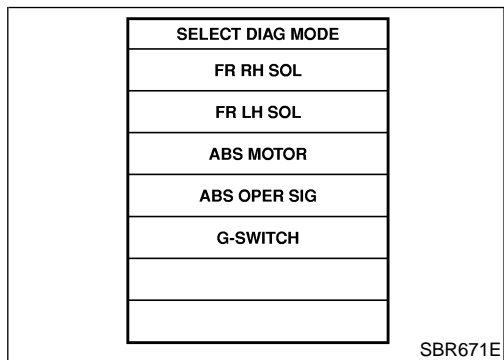 SELECT DIAG MODE
FR RH SOL
FR LH SOL
ABS MOTOR
ABS OPER SIG
G-SWITCH
SBR671E